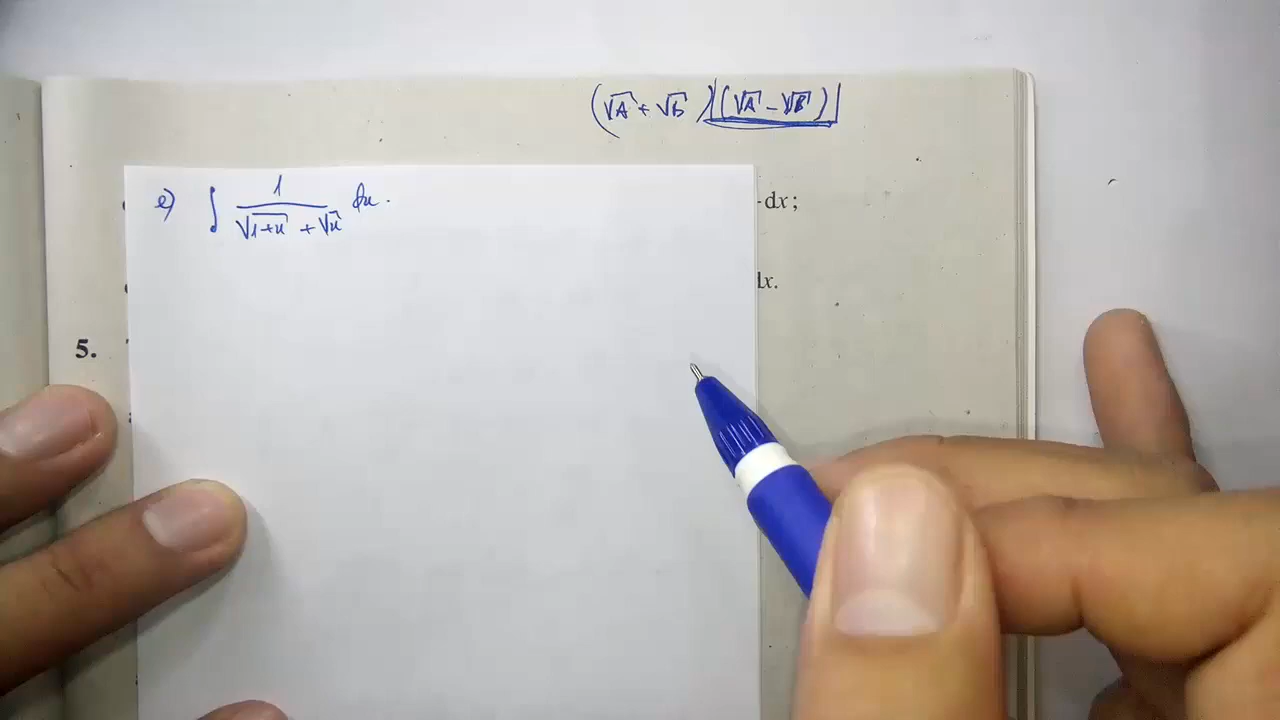 (√A + √B)(√A - √B)
e) ∫ 1/(√(1+x) + √x) dx.
dx;
dx.
5.